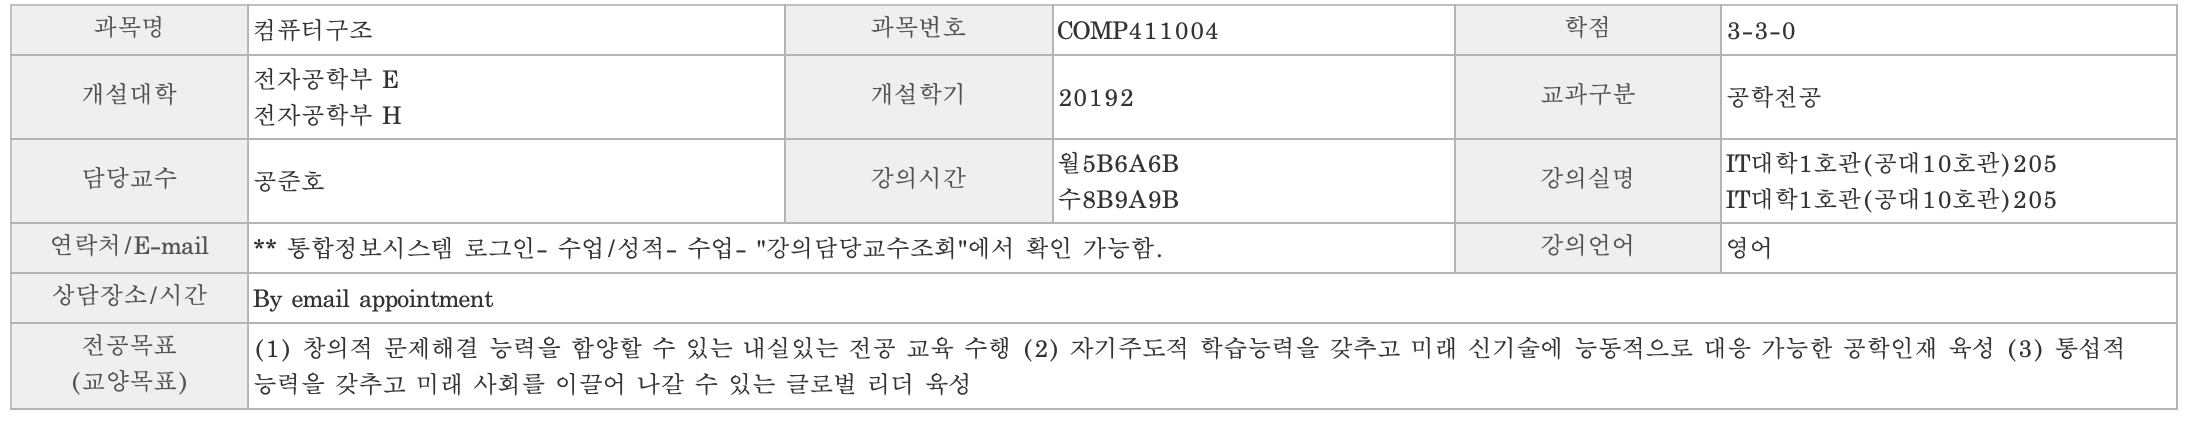 과목명 컴퓨터구조 과목번호 COMP411004 학점 3-3-0
개설대학 전자공학부 E 개설학기 20192 교과구분 공학전공
전자공학부 H
담당교수 공준호 강의시간 월5B6A6B 강의실명 IT대학1호관(공대10호관)205
수8B9A9B IT대학1호관(공대10호관)205
연락처/E-mail ** 통합정보시스템 로그인- 수업/성적- 수업- "강의담당교수조회"에서 확인 가능함. 강의언어 영어
상담장소/시간 By email appointment
전공목표 (1) 창의적 문제해결 능력을 함양할 수 있는 내실있는 전공 교육 수행 (2) 자기주도적 학습능력을 갖추고 미래 신기술에 능동적으로 대응 가능한 공학인재 육성 (3) 통섭적
(교양목표) 능력을 갖추고 미래 사회를 이끌어 나갈 수 있는 글로벌 리더 육성